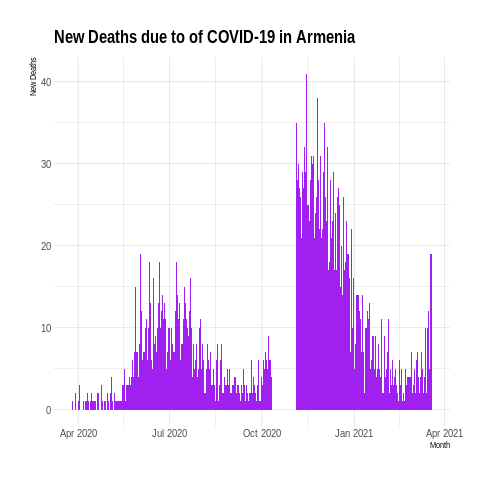 New Deaths due to of COVID-19 in Armenia
New Deaths
40
30
20
10
0
Apr 2020 Jul 2020 Oct 2020 Jan 2021 Apr 2021
Month